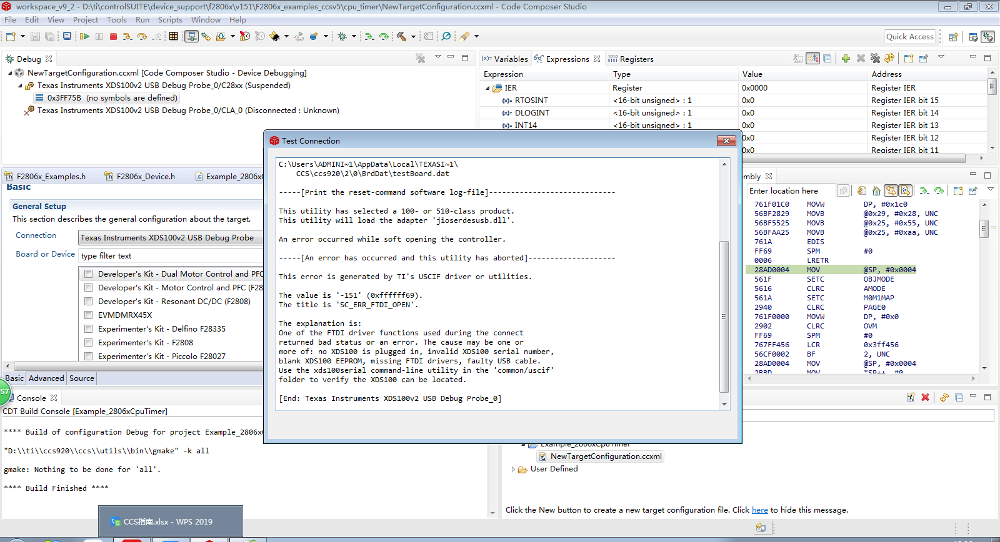 workspace_v9_2 - D:\ti\controlSUITE\device_support\f2806x\v151\F2806x_examples_ccsv5\cpu_timer\NewTargetConfiguration.ccxml - Code Composer Studio
File Edit View Project Tools Run Scripts Window Help
Quick Access
Debug
NewTargetConfiguration.ccxml [Code Composer Studio - Device Debugging]
Texas Instruments XDS100v2 USB Debug Probe_0/C28xx (Suspended)
0x3FF75B (no symbols are defined)
Texas Instruments XDS100v2 USB Debug Probe_0/CLA_0 (Disconnected : Unknown)
(x)= Variables Expressions Registers
Expression Type Value Address
IER Register 0x0000 Register IER
(x)= RTOSINT <16-bit unsigned> : 1 0x0 Register IER bit 15
(x)= DLOGINT <16-bit unsigned> : 1 0x0 Register IER bit 14
(x)= INT14 <16-bit unsigned> : 1 0x0 Register IER bit 13
0x0 Register IER bit 12
0x0 Register IER bit 11
F2806x_Examples.h F2806x_Device.h Example_2806x
Basic
General Setup
This section describes the general configuration about the target.
Connection Texas Instruments XDS100v2 USB Debug Probe
Board or Device type filter text
Developer's Kit - Dual Motor Control and PFC
Developer's Kit - Motor Control and PFC (F28
Developer's Kit - Resonant DC/DC (F2808)
EVMDMRX45X
Experimenter's Kit - Delfino F28335
Experimenter's Kit - F2808
Experimenter's Kit - Piccolo F28027
Basic Advanced Source
57
Test Connection
C:\Users\ADMINI~1\AppData\Local\TEXASI~1\
CCS\ccs920\2\0\BrdDat\testBoard.dat
-----[Print the reset-command software log-file]-----------------------------
This utility has selected a 100- or 510-class product.
This utility will load the adapter 'jioserdesusb.dll'.
An error occurred while soft opening the controller.
-----[An error has occurred and this utility has aborted]--------------------
This error is generated by TI's USCIF driver or utilities.
The value is '-151' (0xffffff69).
The title is 'SC_ERR_FTDI_OPEN'.
The explanation is:
One of the FTDI driver functions used during the connect
returned bad status or an error. The cause may be one or
more of: no XDS100 is plugged in, invalid XDS100 serial number,
blank XDS100 EEPROM, missing FTDI drivers, faulty USB cable.
Use the xds100serial command-line utility in the 'common/uscif'
folder to verify the XDS100 can be located.
[End: Texas Instruments XDS100v2 USB Debug Probe_0]
mbly
Enter location here
761F01C0 MOVW DP, #0x1c0
56BF2829 MOVB @0x29, #0x28, UNC
56BF5525 MOVB @0x25, #0x55, UNC
56BFAA25 MOVB @0x25, #0xaa, UNC
761A EDIS
FF69 SPM #0
0006 LRETR
28AD0004 MOV @SP, #0x0004
561F SETC OBJMODE
5616 CLRC AMODE
561A SETC M0M1MAP
2940 CLRC PAGE0
761F0000 MOVW DP, #0x0
2902 CLRC OVM
FF69 SPM #0
767FF456 LCR 0x3ff456
56CF0002 BF 2, UNC
28AD0004 MOV @SP, #0x0004
2BBD MOV *SP++, #0
Console
CDT Build Console [Example_2806xCpuTimer]
**** Build of configuration Debug for project Example_2806x
"D:\\ti\\ccs920\\ccs\\utils\\bin\\gmake" -k all
gmake: Nothing to be done for 'all'.
**** Build Finished ****
Example_2806xCpuTimer
NewTargetConfiguration.ccxml
User Defined
Click the New button to create a new target configuration file. Click here to hide this message.
CCS指南.xlsx - WPS 2019